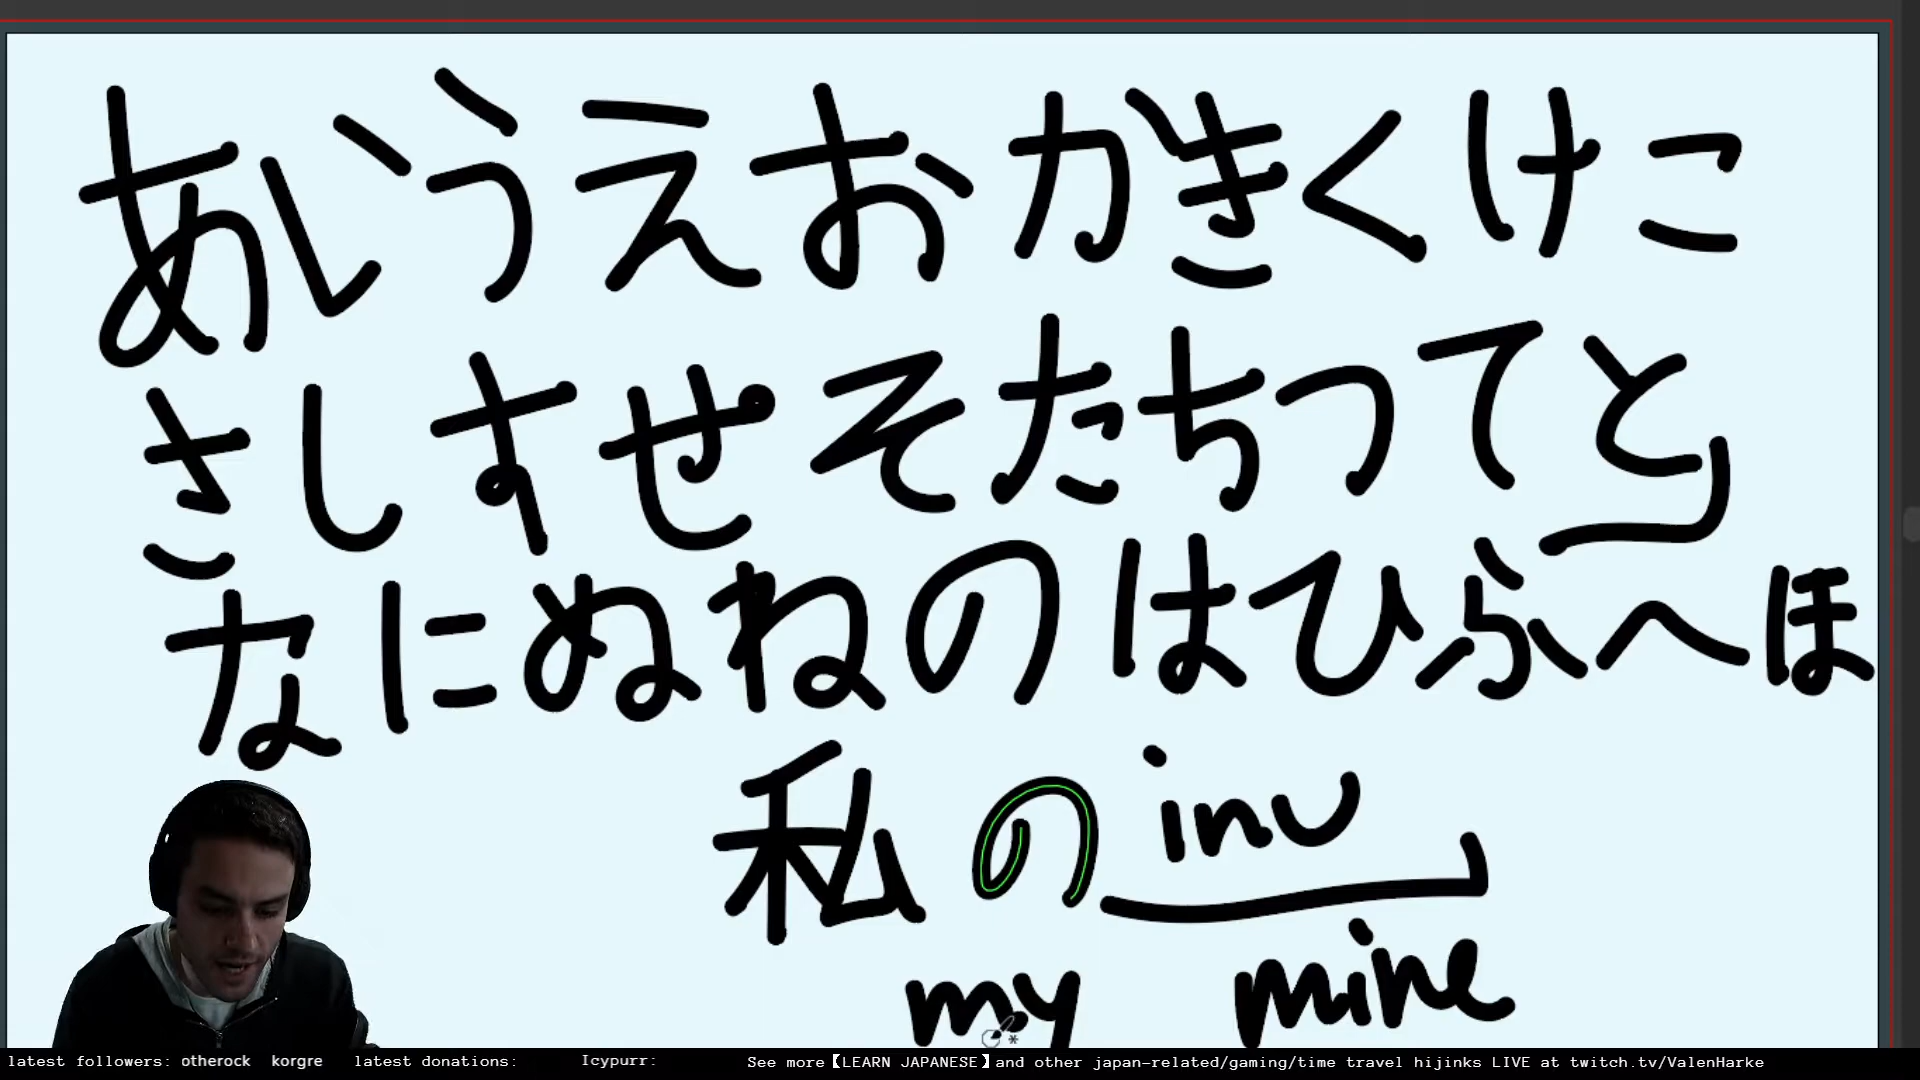 あいうえおかきくけこ
さしすせそたちつてと
なにぬねのはひふへほ
私の inu
my mine
latest followers: otherock korgre latest donations: Icypurr: See more【LEARN JAPANESE】and other japan-related/gaming/time travel hijinks LIVE at twitch.tv/ValenHarke